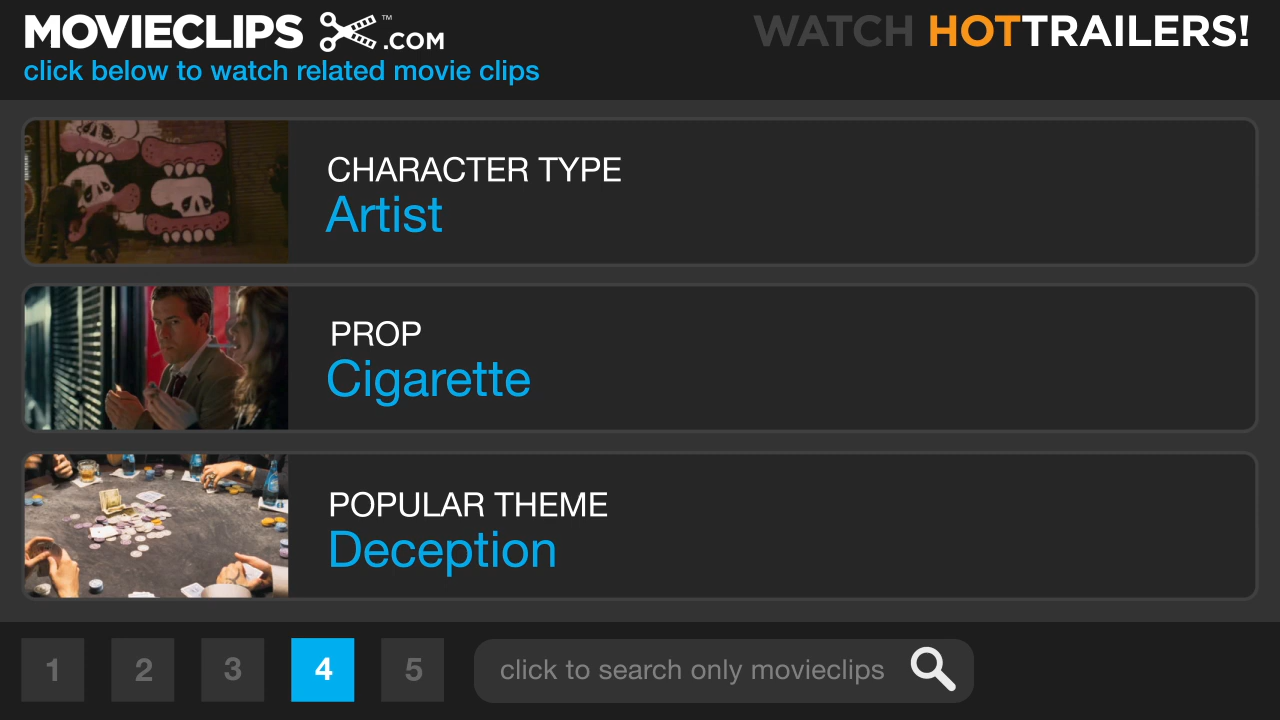 MOVIECLIPS ™ .COM
WATCH HOTTRAILERS!
click below to watch related movie clips
CHARACTER TYPE
Artist
PROP
Cigarette
POPULAR THEME
Deception
1 2 3 4 5 click to search only movieclips